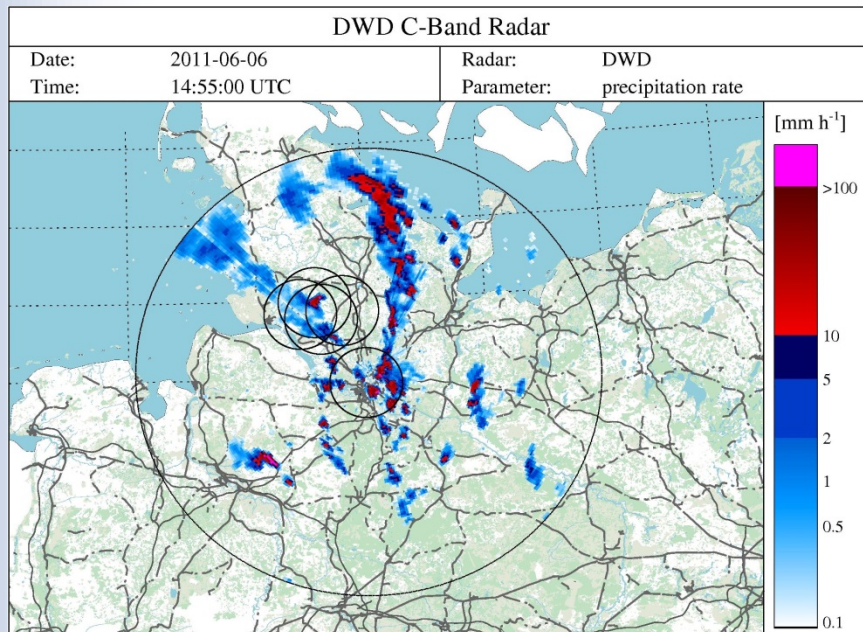 DWD C-Band Radar
Date: 2011-06-06 Radar: DWD
Time: 14:55:00 UTC Parameter: precipitation rate
[mm h⁻¹]
>100
10
5
2
1
0.5
0.1